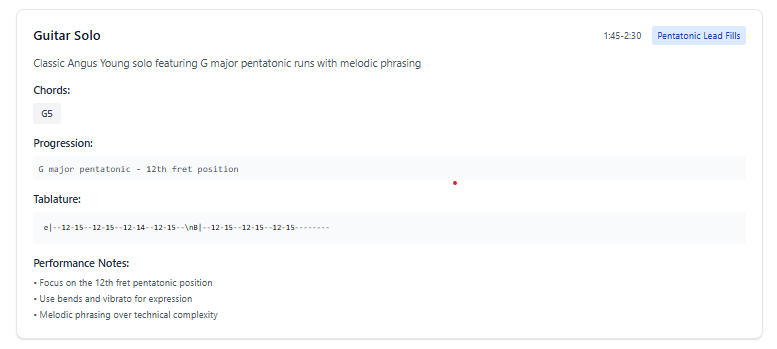 Guitar Solo
1:45-2:30
Pentatonic Lead Fills
Classic Angus Young solo featuring G major pentatonic runs with melodic phrasing
Chords:
G5
Progression:
G major pentatonic - 12th fret position
Tablature:
e|--12-15--12-15--12-14--12-15--\nB|--12-15--12-15--12-15--------
Performance Notes:
• Focus on the 12th fret pentatonic position
• Use bends and vibrato for expression
• Melodic phrasing over technical complexity